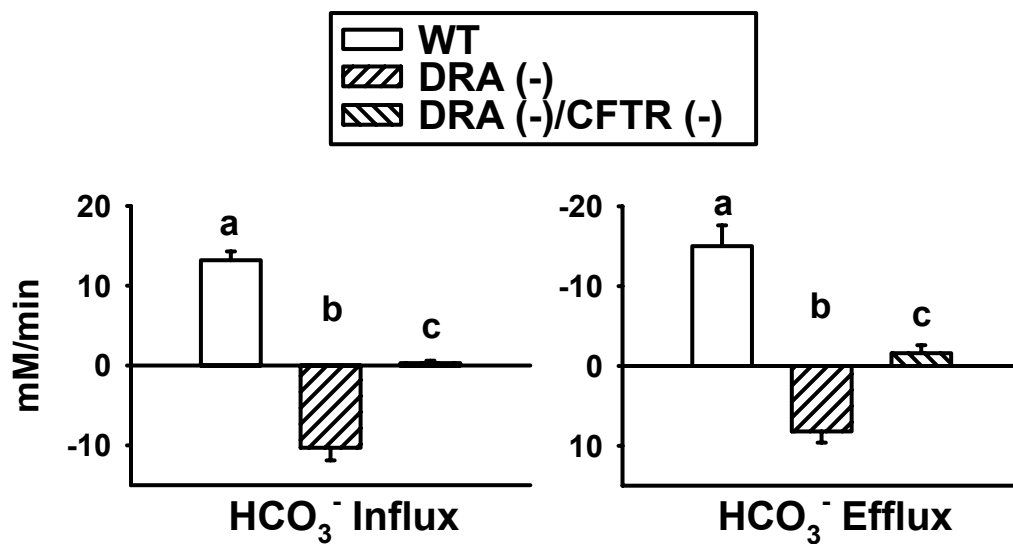 WT
DRA (-)
DRA (-)/CFTR (-)
mM/min
20
10
0
-10
a
b
c
HCO₃⁻ Influx
-20
-10
0
10
a
b
c
HCO₃⁻ Efflux